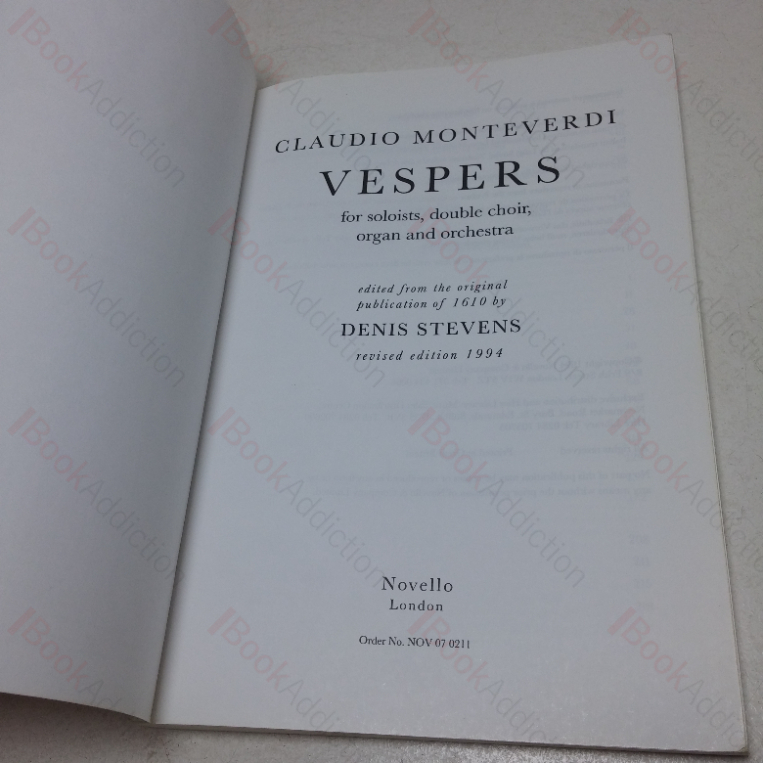 CLAUDIO MONTEVERDI
VESPERS
for soloists, double choir,
organ and orchestra
edited from the original
publication of 1610 by
DENIS STEVENS
revised edition 1994
Novello
London
Order No. NOV 07 0211
BookAddiction